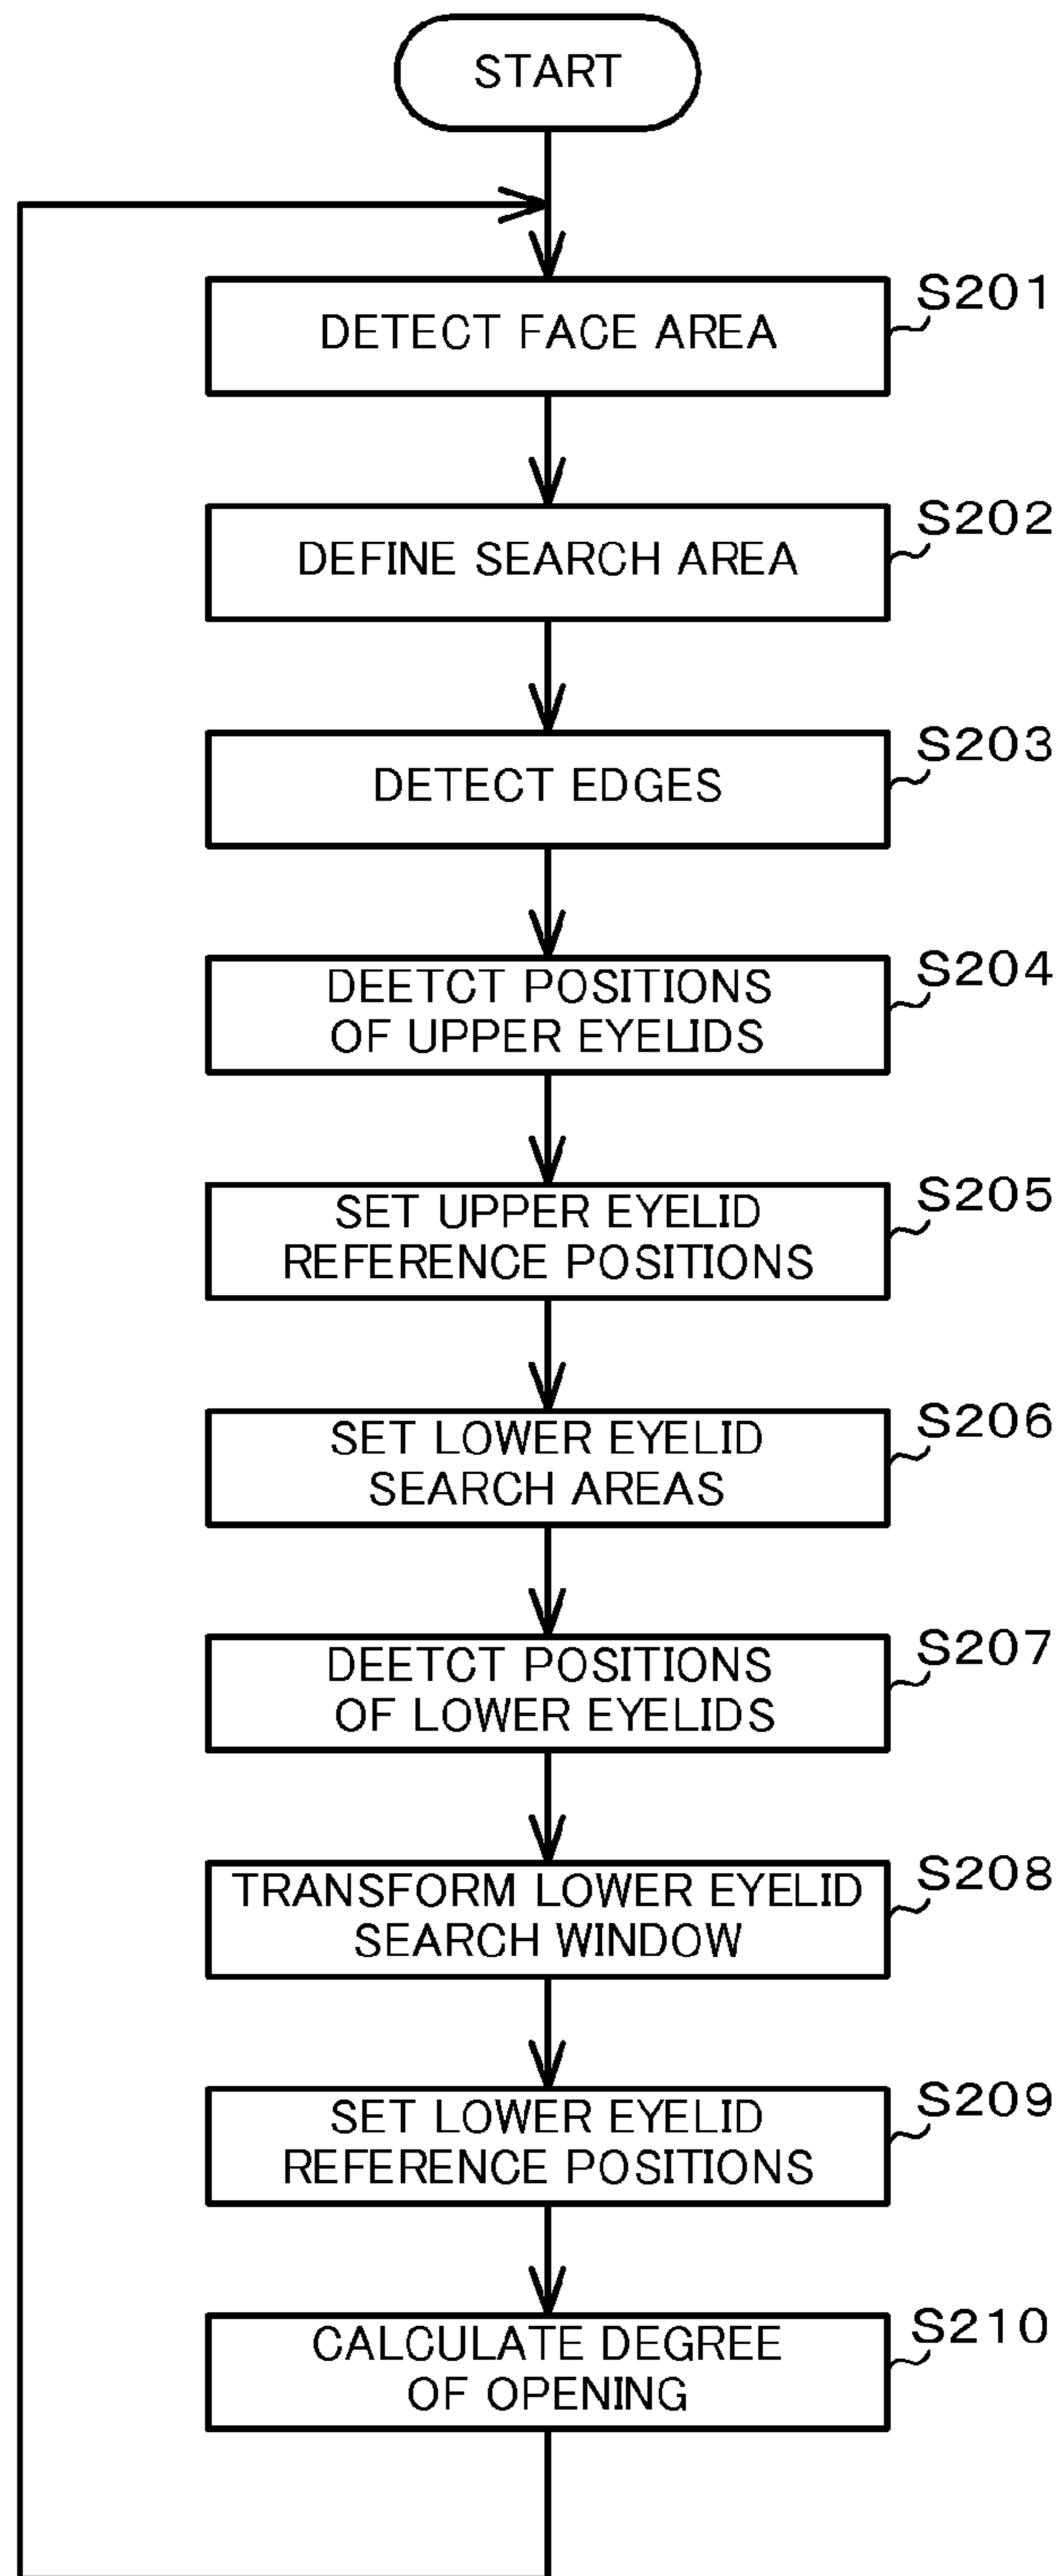 START
S201
DETECT FACE AREA
S202
DEFINE SEARCH AREA
S203
DETECT EDGES
S204
DEETCT POSITIONS
OF UPPER EYELIDS
S205
SET UPPER EYELID
REFERENCE POSITIONS
S206
SET LOWER EYELID
SEARCH AREAS
S207
DEETCT POSITIONS
OF LOWER EYELIDS
S208
TRANSFORM LOWER EYELID
SEARCH WINDOW
S209
SET LOWER EYELID
REFERENCE POSITIONS
S210
CALCULATE DEGREE
OF OPENING